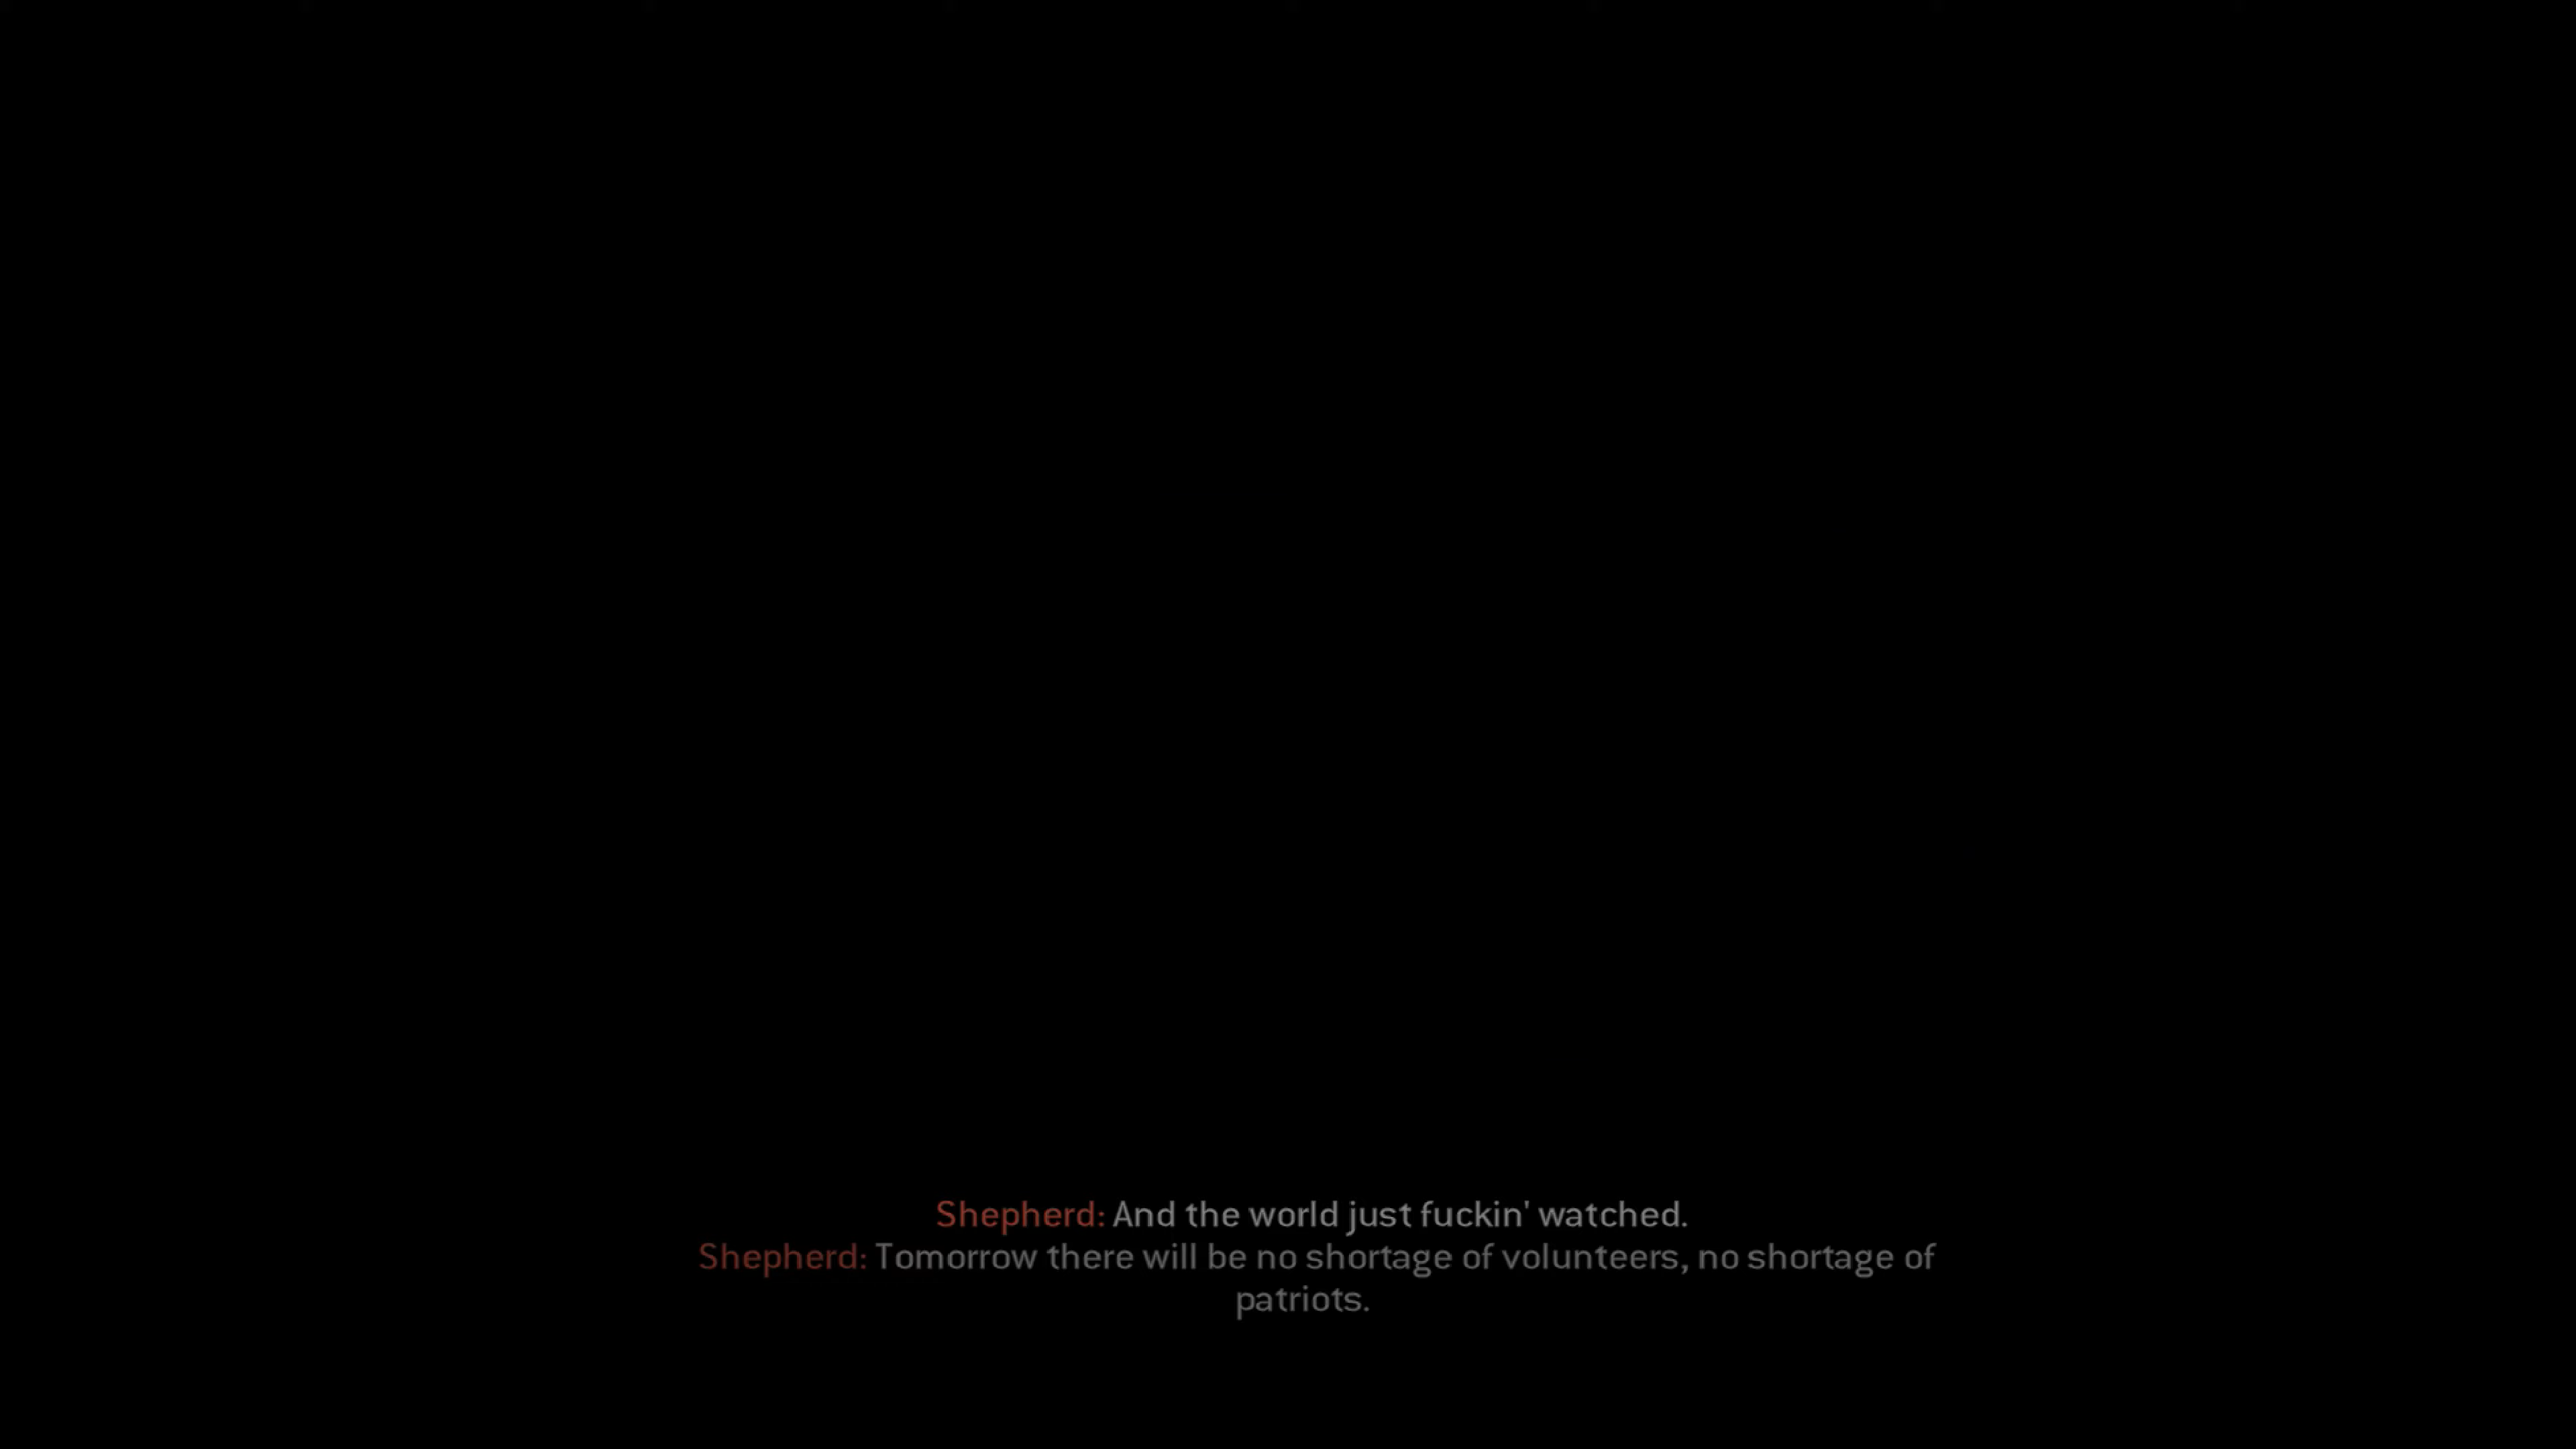 Shepherd: And the world just fuckin' watched.
Shepherd: Tomorrow there will be no shortage of volunteers, no shortage of
patriots.